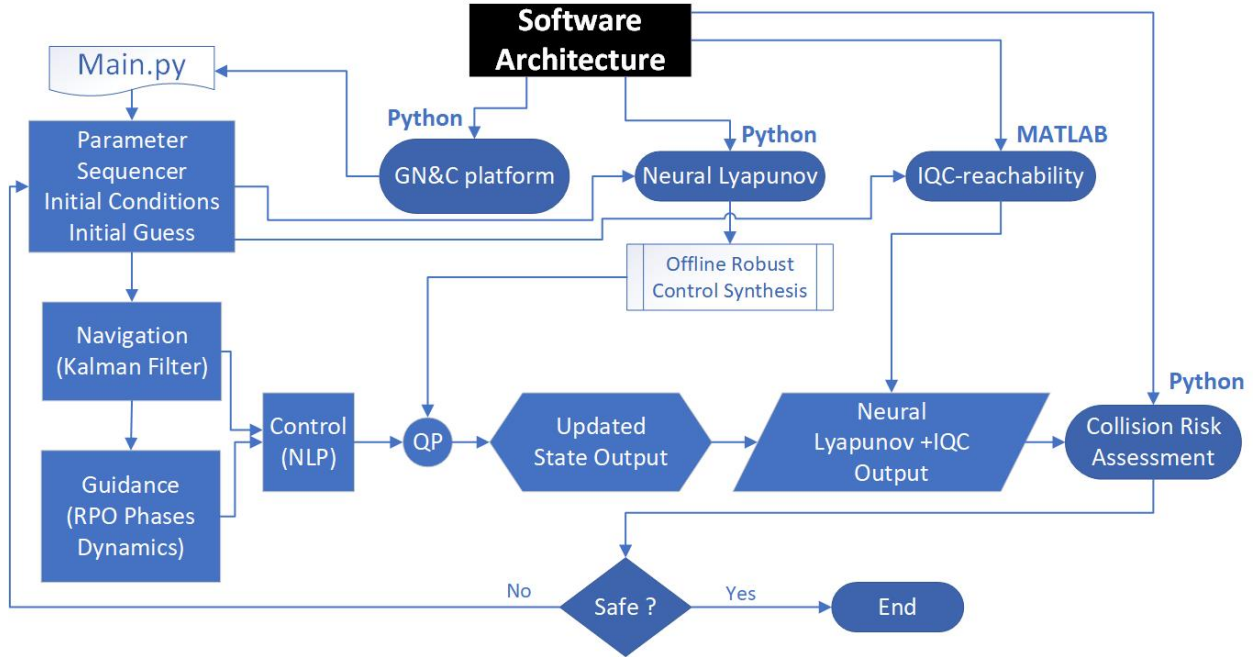 Software
Architecture
Main.py
Python
Python
MATLAB
Parameter
Sequencer
Initial Conditions
Initial Guess
GN&C platform
Neural Lyapunov
IQC-reachability
Offline Robust
Control Synthesis
Navigation
(Kalman Filter)
Python
Control
(NLP)
QP
Updated
State Output
Neural
Lyapunov +IQC
Output
Collision Risk
Assessment
Guidance
(RPO Phases
Dynamics)
No
Safe ?
Yes
End